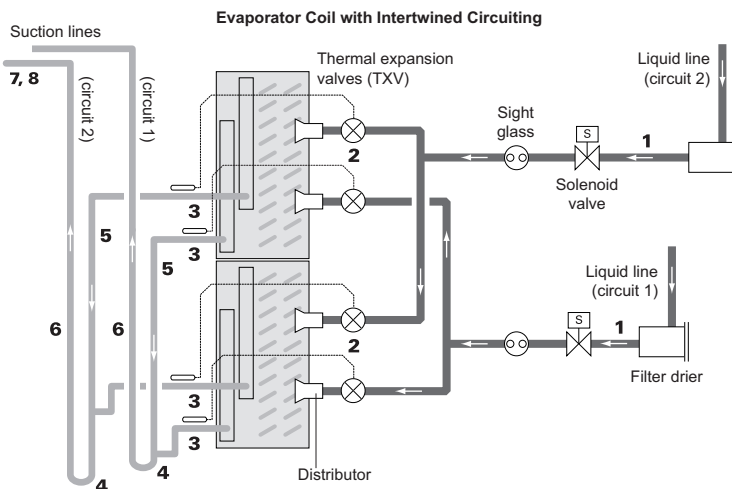 Evaporator Coil with Intertwined Circuiting
Suction lines
7, 8
(circuit 2)
(circuit 1)
Thermal expansion
valves (TXV)
Liquid line
(circuit 2)
Sight
glass
S
1
2
Solenoid
valve
3
3
5
5
Liquid line
(circuit 1)
S
1
6
6
2
Filter drier
3
3
4
4
Distributor